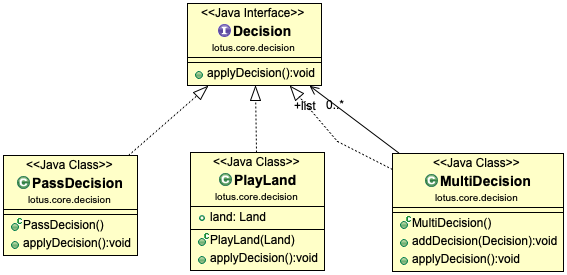 <<Java Interface>>
Decision
lotus.core.decision
applyDecision():void
+list 0..*
<<Java Class>>
PassDecision
lotus.core.decision
PassDecision()
applyDecision():void
<<Java Class>>
PlayLand
lotus.core.decision
land: Land
PlayLand(Land)
applyDecision():void
<<Java Class>>
MultiDecision
lotus.core.decision
MultiDecision()
addDecision(Decision):void
applyDecision():void